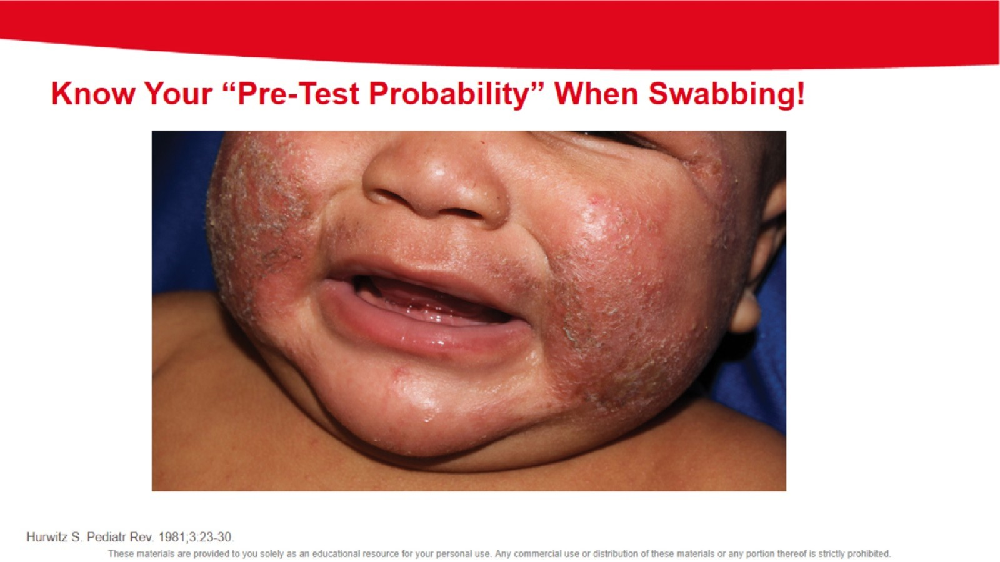 Know Your “Pre-Test Probability” When Swabbing!
Hurwitz S. Pediatr Rev. 1981;3:23-30.
These materials are provided to you solely as an educational resource for your personal use. Any commercial use or distribution of these materials or any portion thereof is strictly prohibited.